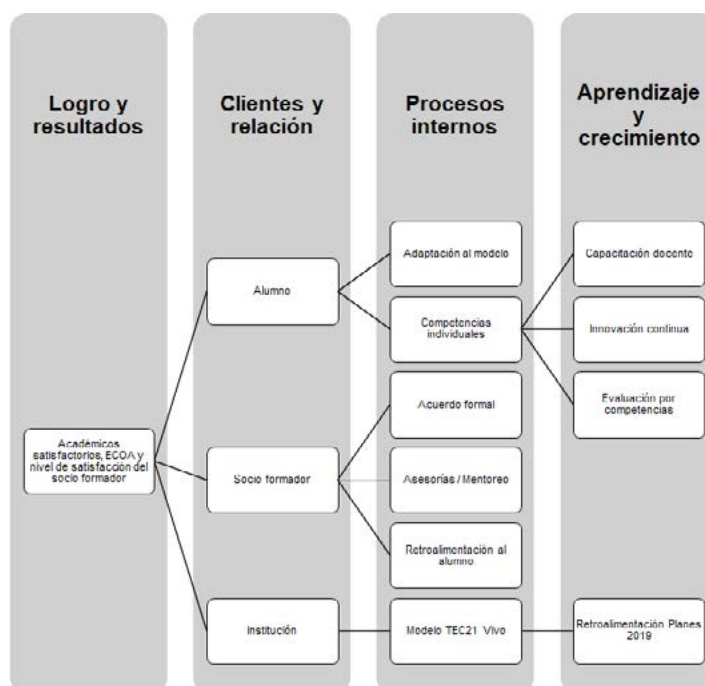 Logro y
resultados
Clientes y
relación
Procesos
internos
Aprendizaje
y
crecimiento
Académicos
satisfactorios, ECOA y
nivel de satisfacción del
socio formador
Alumno
Socio formador
Institución
Adaptación al modelo
Competencias
individuales
Acuerdo formal
Asesorías / Mentoreo
Retroalimentación al
alumno
Modelo TEC21 Vivo
Capacitación docente
Innovación continua
Evaluación por
competencias
Retroalimentación Planes
2019